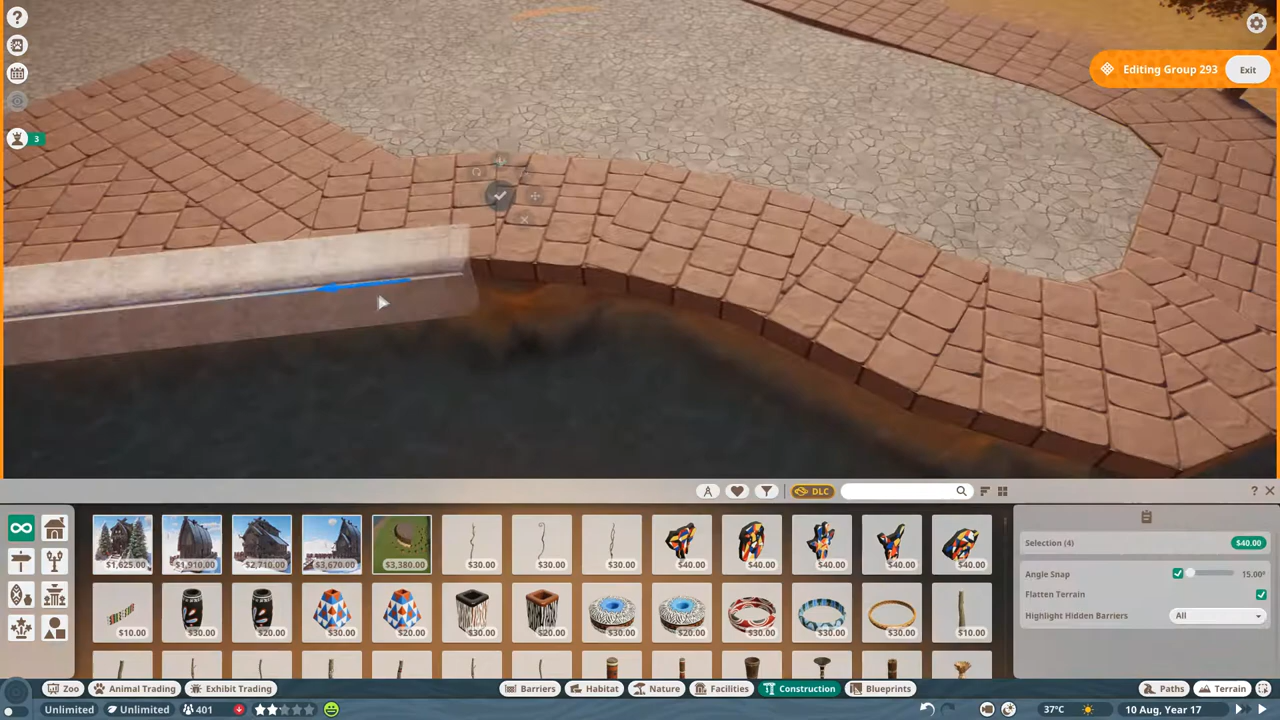 ?
Editing Group 293 Exit
3
A DLC ? ×
$1,625.00 $1,910.00 $2,710.00 $3,670.00 $3,380.00 $30.00 $30.00 $30.00 $40.00 $40.00 $40.00 $40.00 $40.00
$10.00 $30.00 $20.00 $30.00 $20.00 $30.00 $30.00 $30.00 $20.00 $30.00 $30.00 $30.00 $10.00
Selection (4) $40.00
Angle Snap 15.00°
Flatten Terrain
Highlight Hidden Barriers All
Zoo Animal Trading Exhibit Trading Barriers Habitat Nature Facilities Construction Blueprints Paths Terrain
Unlimited Unlimited 401 37°C 10 Aug, Year 17